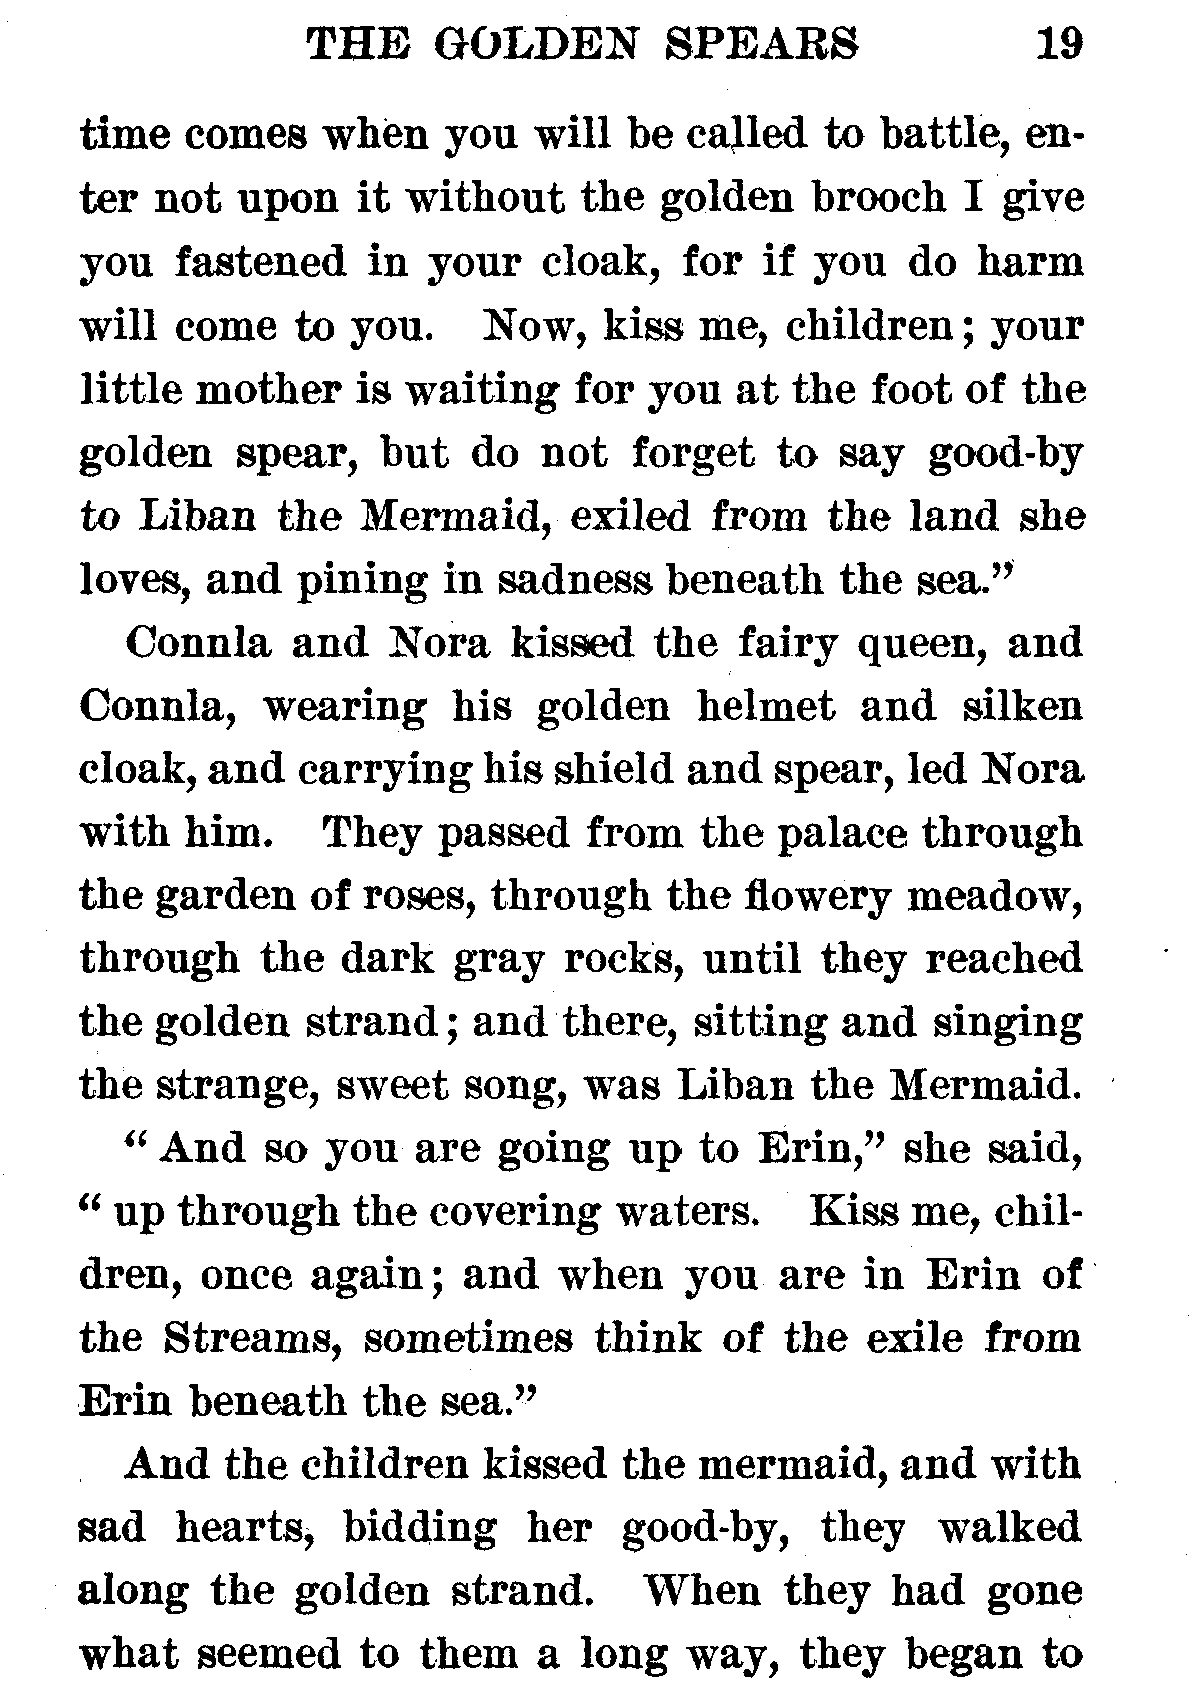 THE GOLDEN SPEARS 19
time comes when you will be called to battle, en-
ter not upon it without the golden brooch I give
you fastened in your cloak, for if you do harm
will come to you. Now, kiss me, children; your
little mother is waiting for you at the foot of the
golden spear, but do not forget to say good-by
to Liban the Mermaid, exiled from the land she
loves, and pining in sadness beneath the sea.”
Connla and Nora kissed the fairy queen, and
Connla, wearing his golden helmet and silken
cloak, and carrying his shield and spear, led Nora
with him. They passed from the palace through
the garden of roses, through the flowery meadow,
through the dark gray rocks, until they reached
the golden strand; and there, sitting and singing
the strange, sweet song, was Liban the Mermaid.
“And so you are going up to Erin,” she said,
“up through the covering waters. Kiss me, chil-
dren, once again; and when you are in Erin of
the Streams, sometimes think of the exile from
Erin beneath the sea.”
And the children kissed the mermaid, and with
sad hearts, bidding her good-by, they walked
along the golden strand. When they had gone
what seemed to them a long way, they began to